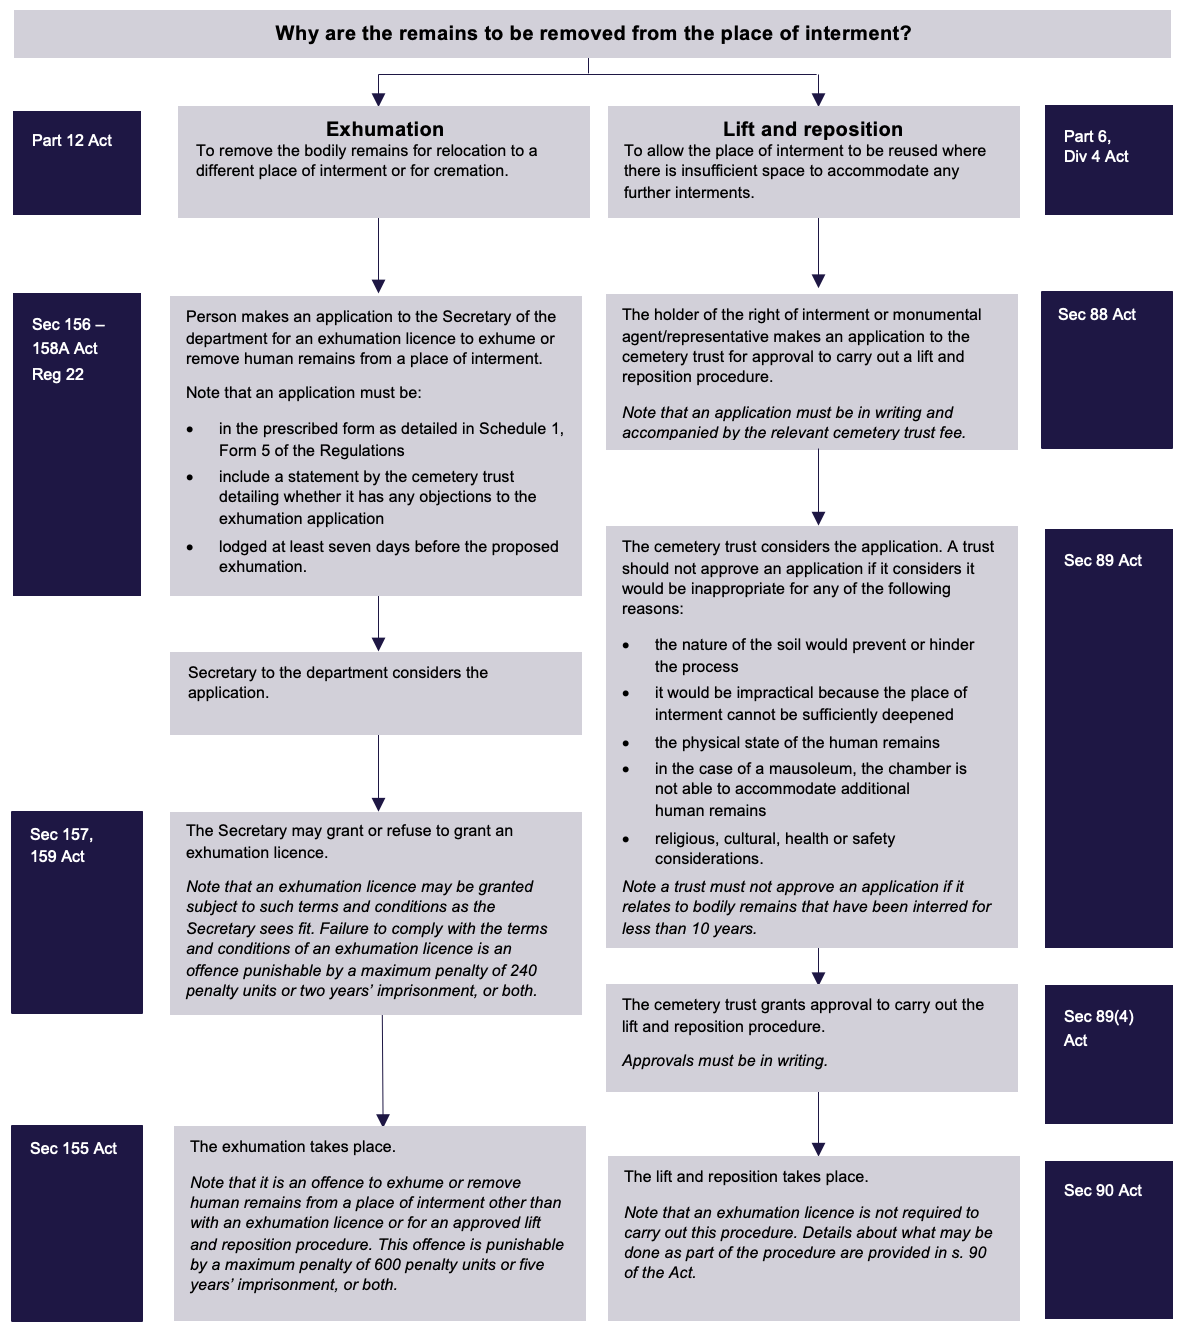 Why are the remains to be removed from the place of interment?
Part 12 Act
Exhumation
To remove the bodily remains for relocation to a
different place of interment or for cremation.
Lift and reposition
To allow the place of interment to be reused where
there is insufficient space to accommodate any
further interments.
Part 6,
Div 4 Act
Sec 156 –
158A Act
Reg 22
Person makes an application to the Secretary of the
department for an exhumation licence to exhume or
remove human remains from a place of interment.
Note that an application must be:
• in the prescribed form as detailed in Schedule 1,
Form 5 of the Regulations
• include a statement by the cemetery trust
detailing whether it has any objections to the
exhumation application
• lodged at least seven days before the proposed
exhumation.
The holder of the right of interment or monumental
agent/representative makes an application to the
cemetery trust for approval to carry out a lift and
reposition procedure.
Note that an application must be in writing and
accompanied by the relevant cemetery trust fee.
Sec 88 Act
Secretary to the department considers the
application.
The cemetery trust considers the application. A trust
should not approve an application if it considers it
would be inappropriate for any of the following
reasons:
• the nature of the soil would prevent or hinder
the process
• it would be impractical because the place of
interment cannot be sufficiently deepened
• the physical state of the human remains
• in the case of a mausoleum, the chamber is
not able to accommodate additional
human remains
• religious, cultural, health or safety
considerations.
Note a trust must not approve an application if it
relates to bodily remains that have been interred for
less than 10 years.
Sec 89 Act
Sec 157,
159 Act
The Secretary may grant or refuse to grant an
exhumation licence.
Note that an exhumation licence may be granted
subject to such terms and conditions as the
Secretary sees fit. Failure to comply with the terms
and conditions of an exhumation licence is an
offence punishable by a maximum penalty of 240
penalty units or two years’ imprisonment, or both.
The cemetery trust grants approval to carry out the
lift and reposition procedure.
Approvals must be in writing.
Sec 89(4)
Act
Sec 155 Act
The exhumation takes place.
Note that it is an offence to exhume or remove
human remains from a place of interment other than
with an exhumation licence or for an approved lift
and reposition procedure. This offence is punishable
by a maximum penalty of 600 penalty units or five
years’ imprisonment, or both.
The lift and reposition takes place.
Note that an exhumation licence is not required to
carry out this procedure. Details about what may be
done as part of the procedure are provided in s. 90
of the Act.
Sec 90 Act